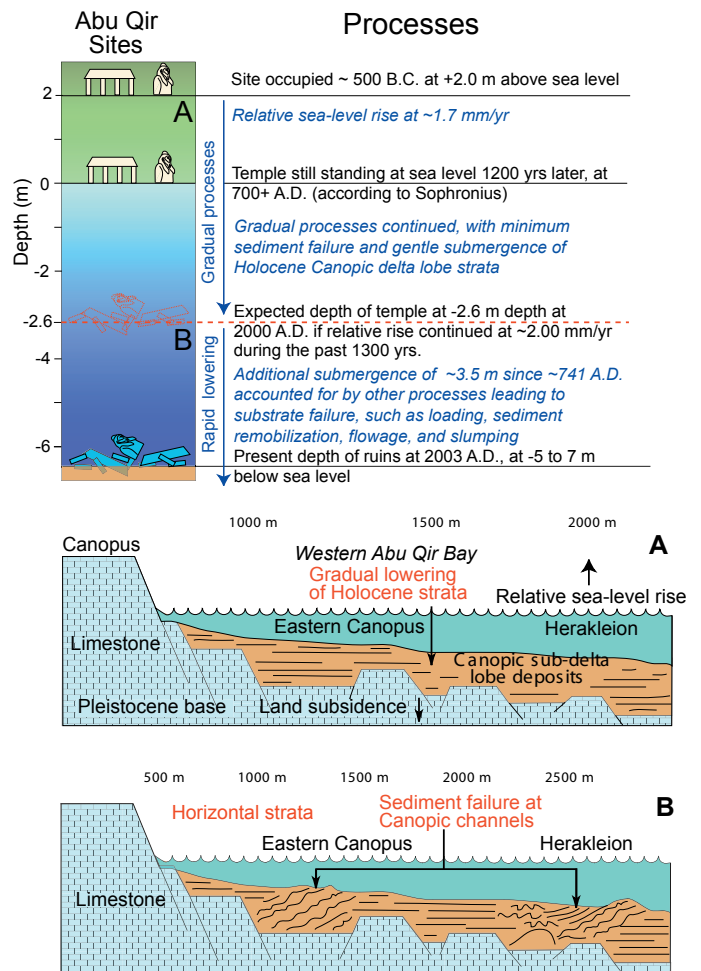 Abu Qir
Sites
Processes
Depth (m)
2
0
-2
-2.6
-4
-6
A
B
Gradual processes
Rapid lowering
Site occupied ~ 500 B.C. at +2.0 m above sea level
Relative sea-level rise at ~1.7 mm/yr
Temple still standing at sea level 1200 yrs later, at
700+ A.D. (according to Sophronius)
Gradual processes continued, with minimum
sediment failure and gentle submergence of
Holocene Canopic delta lobe strata
Expected depth of temple at -2.6 m depth at
2000 A.D. if relative rise continued at ~2.00 mm/yr
during the past 1300 yrs.
Additional submergence of ~3.5 m since ~741 A.D.
accounted for by other processes leading to
substrate failure, such as loading, sediment
remobilization, flowage, and slumping
Present depth of ruins at 2003 A.D., at -5 to 7 m
below sea level
1000 m 1500 m 2000 m
A
Canopus
Western Abu Qir Bay
Gradual lowering
of Holocene strata
Relative sea-level rise
Eastern Canopus Herakleion
Limestone
Canopic sub-delta
lobe deposits
Pleistocene base Land subsidence
500 m 1000 m 1500 m 2000 m 2500 m
B
Horizontal strata
Sediment failure at
Canopic channels
Eastern Canopus Herakleion
Limestone